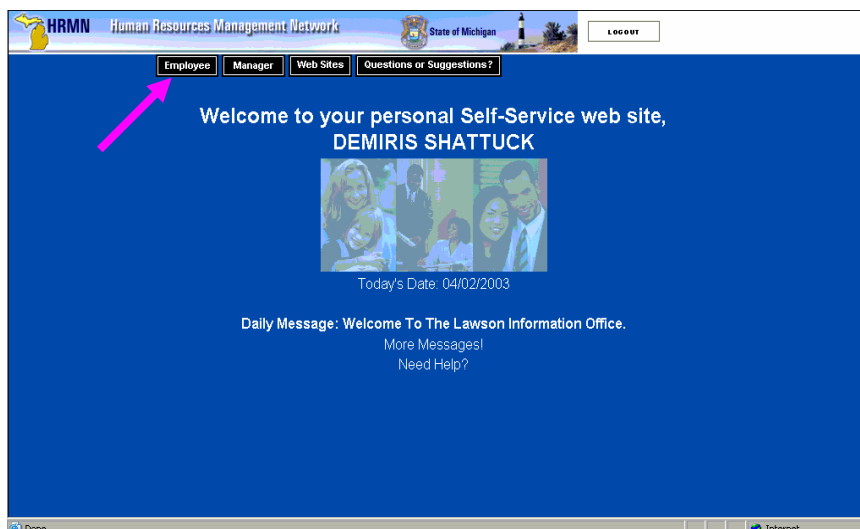 HRMN Human Resources Management Network State of Michigan LOGOUT
Employee Manager Web Sites Questions or Suggestions?
Welcome to your personal Self-Service web site,
DEMIRIS SHATTUCK
Today's Date: 04/02/2003
Daily Message: Welcome To The Lawson Information Office.
More Messages!
Need Help?
Done Internet